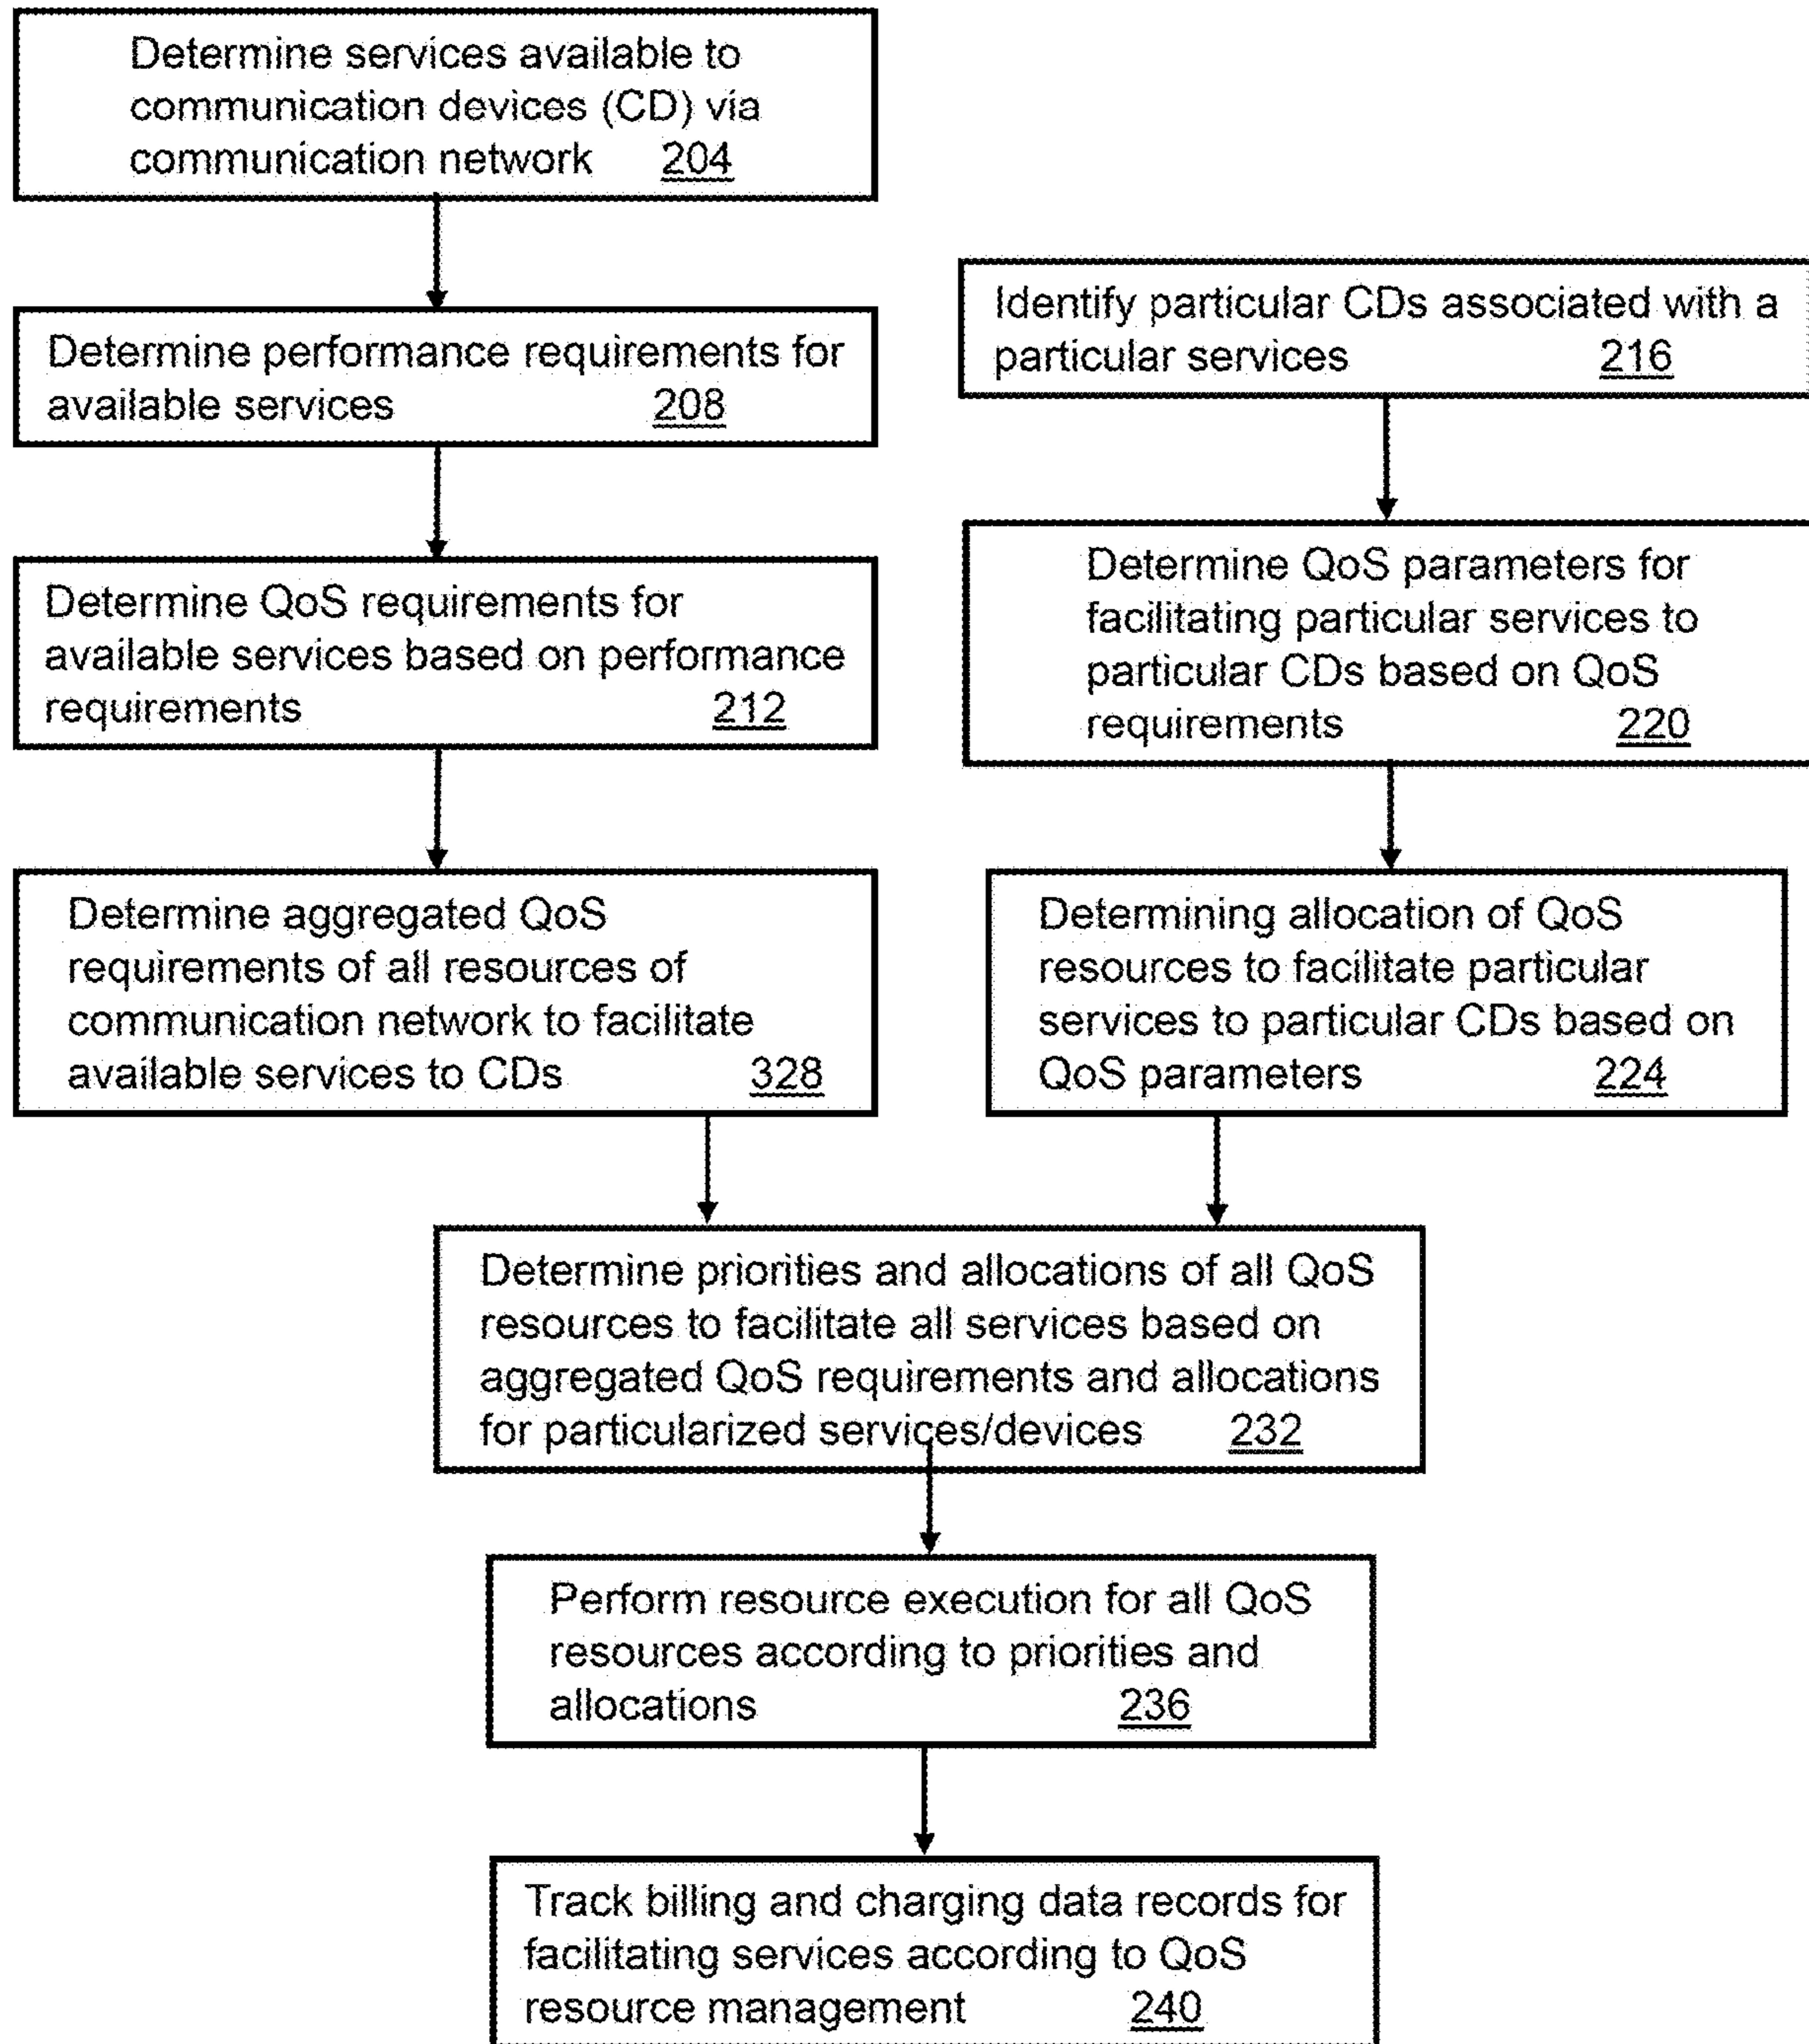 Determine services available to
communication devices (CD) via
communication network 204
Determine performance requirements for
available services 208
Determine QoS requirements for
available services based on performance
requirements 212
Determine aggregated QoS
requirements of all resources of
communication network to facilitate
available services to CDs 328
Identify particular CDs associated with a
particular services 216
Determine QoS parameters for
facilitating particular services to
particular CDs based on QoS
requirements 220
Determining allocation of QoS
resources to facilitate particular
services to particular CDs based on
QoS parameters 224
Determine priorities and allocations of all QoS
resources to facilitate all services based on
aggregated QoS requirements and allocations
for particularized services/devices 232
Perform resource execution for all QoS
resources according to priorities and
allocations 236
Track billing and charging data records for
facilitating services according to QoS
resource management 240